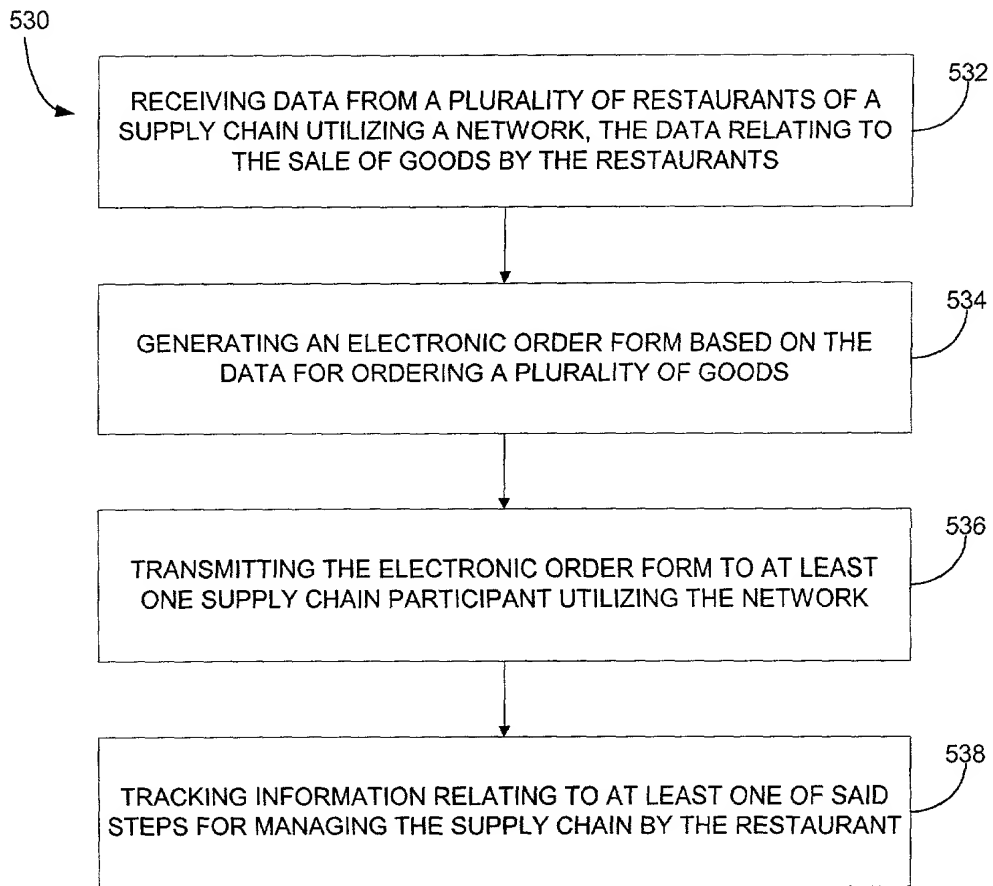 530
532
RECEIVING DATA FROM A PLURALITY OF RESTAURANTS OF A
SUPPLY CHAIN UTILIZING A NETWORK, THE DATA RELATING TO
THE SALE OF GOODS BY THE RESTAURANTS
534
GENERATING AN ELECTRONIC ORDER FORM BASED ON THE
DATA FOR ORDERING A PLURALITY OF GOODS
536
TRANSMITTING THE ELECTRONIC ORDER FORM TO AT LEAST
ONE SUPPLY CHAIN PARTICIPANT UTILIZING THE NETWORK
538
TRACKING INFORMATION RELATING TO AT LEAST ONE OF SAID
STEPS FOR MANAGING THE SUPPLY CHAIN BY THE RESTAURANT